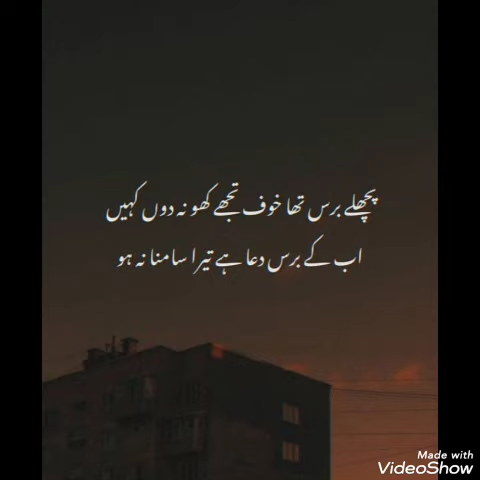 پچھلے برس تھا خوف تجھے کھو نہ دوں کہیں
اب کے برس دعا ہے تیرا سامنا نہ ہو
Made with
VideoShow